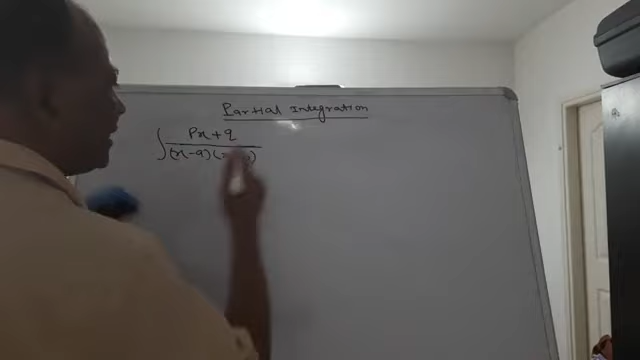 Partial Integration
∫ Px + q
(x - a) (